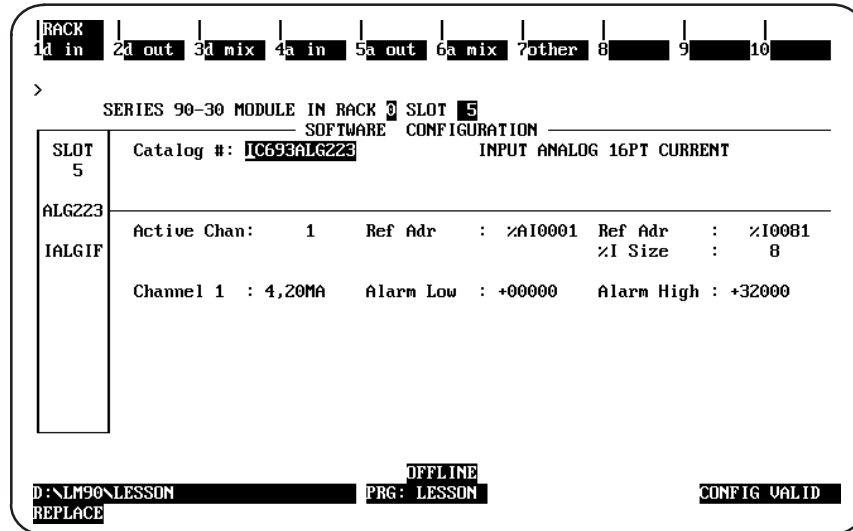 RACK
1d in 2d out 3d mix 4a in 5a out 6a mix 7other 8 9 10
>
SERIES 90-30 MODULE IN RACK 0 SLOT 5
SOFTWARE CONFIGURATION
SLOT Catalog #: IC693ALG223 INPUT ANALOG 16PT CURRENT
5
ALG223
Active Chan: 1 Ref Adr : %AI0001 Ref Adr : %I0081
IALGIF %I Size : 8
Channel 1 : 4,20MA Alarm Low : +00000 Alarm High : +32000
OFFLINE
D:\LM90\LESSON PRG: LESSON CONFIG VALID
REPLACE